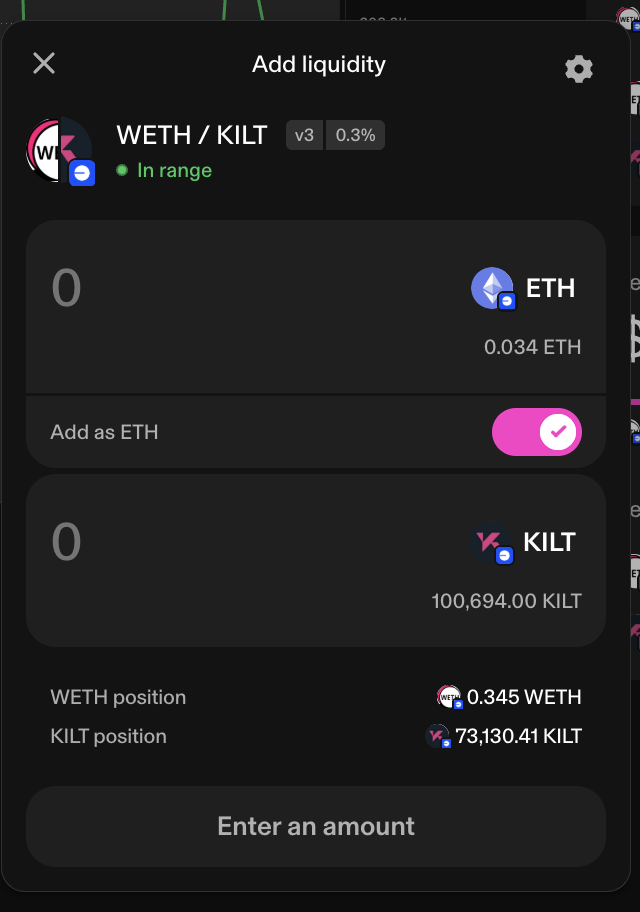 Add liquidity
WETH / KILT v3 0.3%
In range
0 ETH
0.034 ETH
Add as ETH
0 KILT
100,694.00 KILT
WETH position 0.345 WETH
KILT position 73,130.41 KILT
Enter an amount